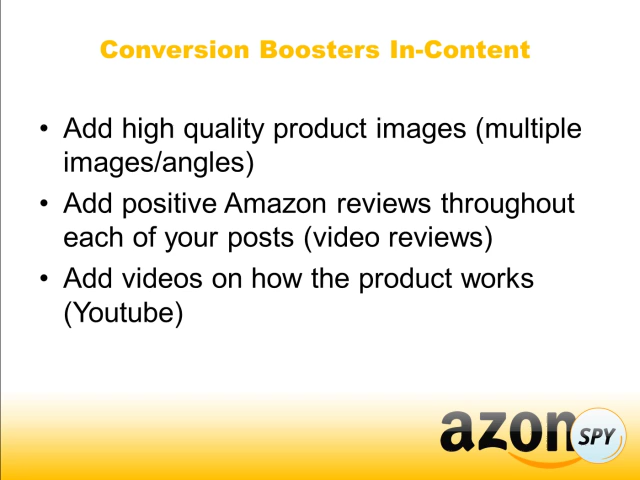 Conversion Boosters In-Content
• Add high quality product images (multiple
images/angles)
• Add positive Amazon reviews throughout
each of your posts (video reviews)
• Add videos on how the product works
(Youtube)
azon SPY